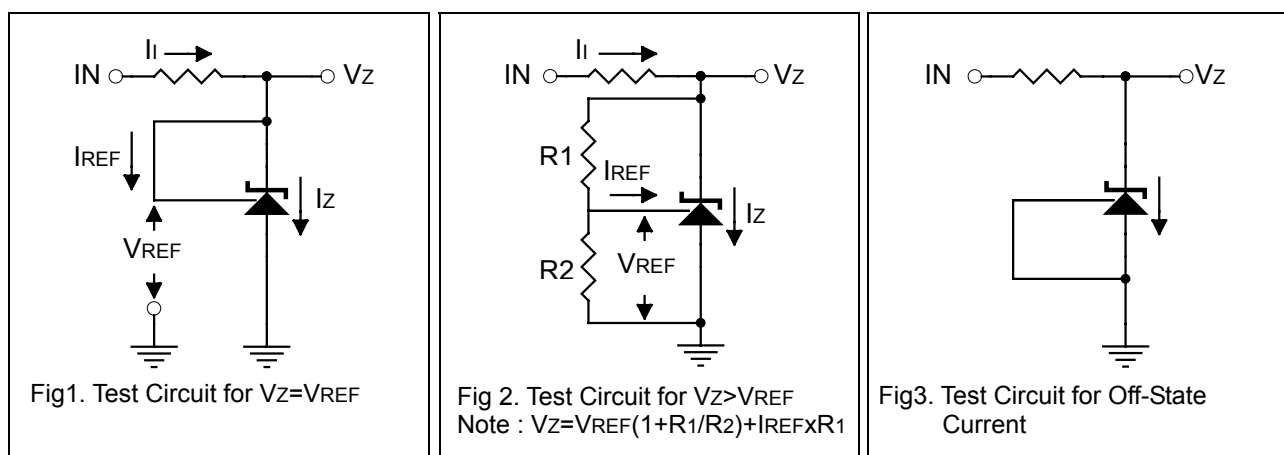 II
IN
VZ
IREF
IZ
VREF
Fig1. Test Circuit for VZ=VREF
II
IN
VZ
R1
IREF
IZ
VREF
R2
Fig 2. Test Circuit for VZ>VREF
Note : VZ=VREF(1+R1/R2)+IREFxR1
IN
VZ
Fig3. Test Circuit for Off-State
Current